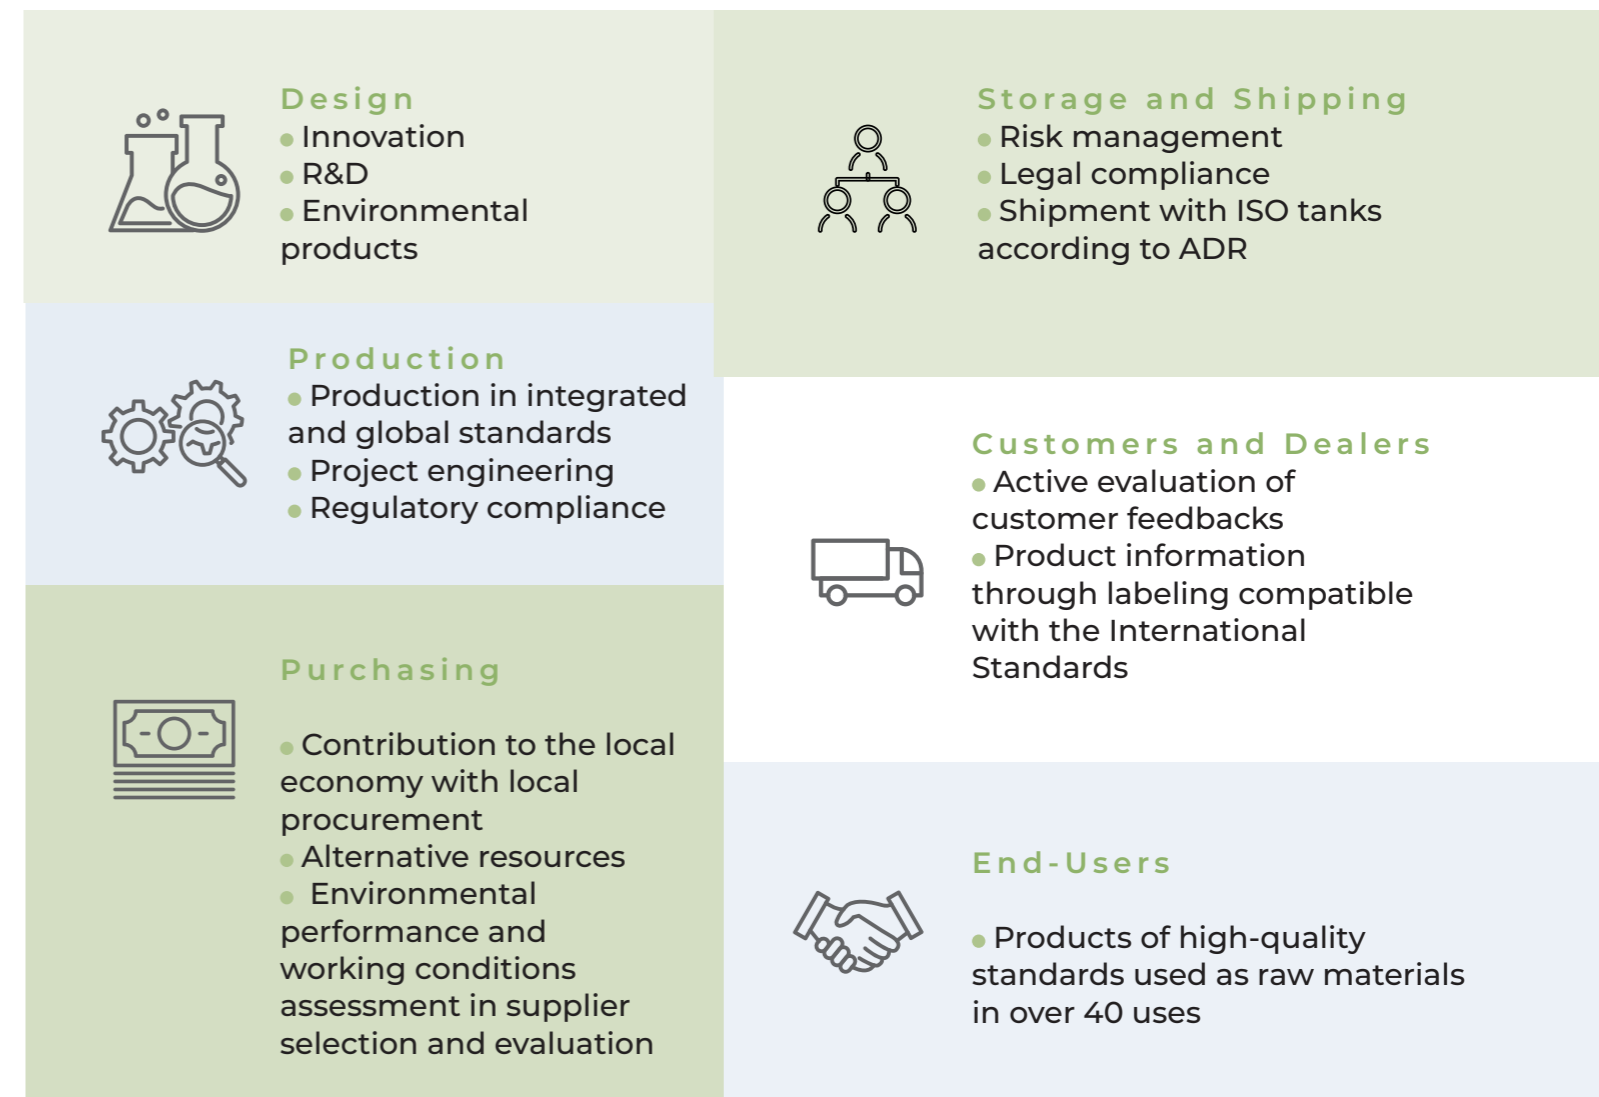 Design
● Innovation
● R&D
● Environmental
products
Production
● Production in integrated
and global standards
● Project engineering
● Regulatory compliance
Purchasing
● Contribution to the local
economy with local
procurement
● Alternative resources
● Environmental
performance and
working conditions
assessment in supplier
selection and evaluation
Storage and Shipping
● Risk management
● Legal compliance
● Shipment with ISO tanks
according to ADR
Customers and Dealers
● Active evaluation of
customer feedbacks
● Product information
through labeling compatible
with the International
Standards
End-Users
● Products of high-quality
standards used as raw materials
in over 40 uses